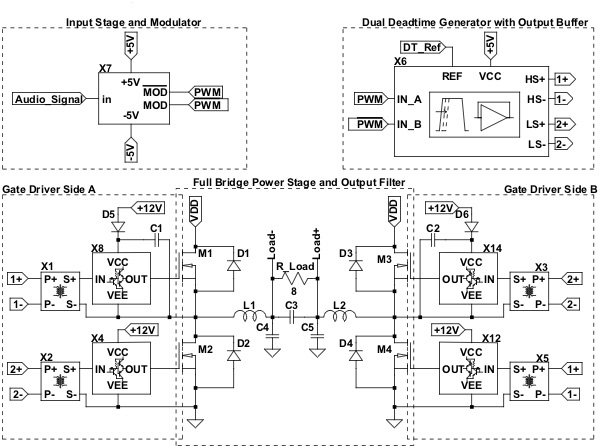 Input Stage and Modulator
+5V
X7
+5V
MOD
PWM
Audio_Signal
in
MOD
PWM
-5V
-5V
Dual Deadtime Generator with Output Buffer
DT_Ref
+5V
X6
REF
VCC
HS+
1+
PWM
IN_A
HS-
1-
PWM
IN_B
LS+
2+
LS-
2-
Gate Driver Side A
Full Bridge Power Stage and Output Filter
Gate Driver Side B
+12V
D5
C1
X8
VCC
IN
OUT
VEE
X1
1+
P+ S+
1-
P- S-
VDD
M1
D1
Load-
Load+
R_Load
8
VDD
D3
M3
+12V
D6
C2
X14
VCC
OUT
IN
VEE
X3
S+ P+
2+
S- P-
2-
L1
C3
L2
C4
C5
+12V
X4
VCC
IN
OUT
VEE
X2
2+
P+ S+
2-
P- S-
M2
D2
D4
M4
+12V
X12
VCC
OUT
IN
VEE
X5
S+ P+
1+
S- P-
1-